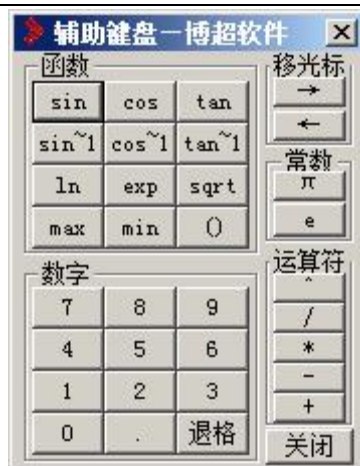 辅助键盘－博超软件
函数
sin cos tan
sin~1 cos~1 tan~1
ln exp sqrt
max min ()
移光标
→
←
常数
π
e
数字
7 8 9
4 5 6
1 2 3
0 . 退格
运算符
^
/
*
-
+
关闭